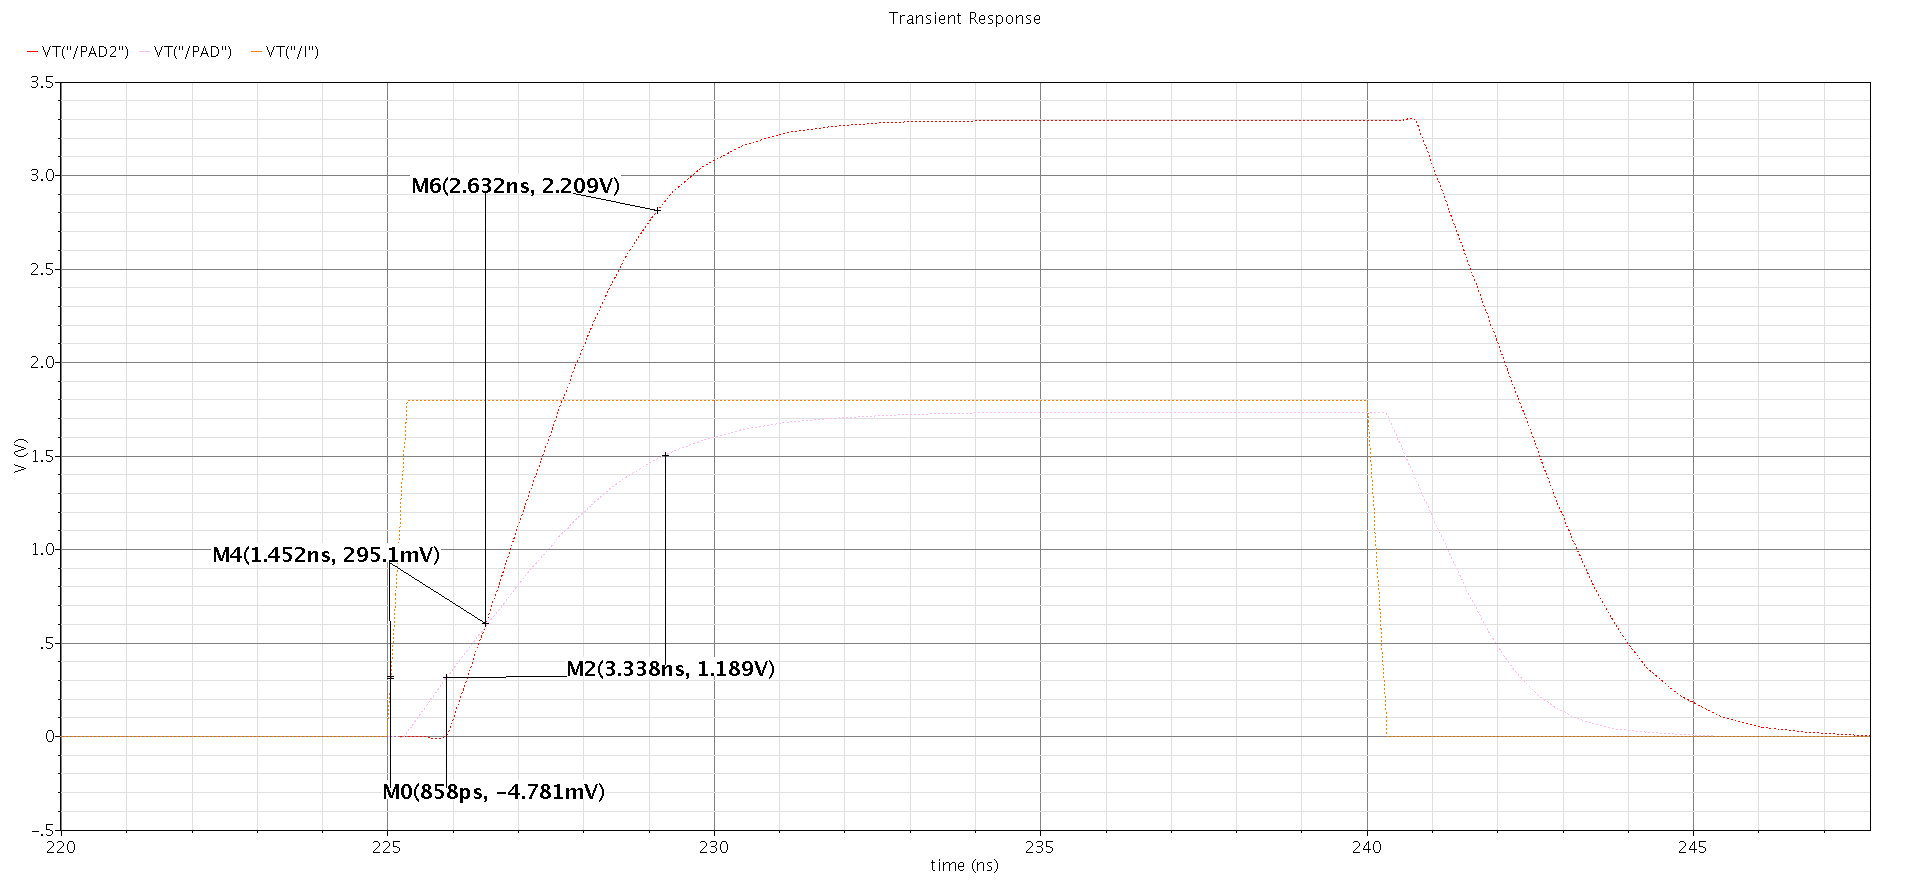 Transient Response
VT("/PAD2") VT("/PAD") VT("/I")
3.5
3.0
M6(2.632ns, 2.209V)
2.5
2.0
1.5
V (V)
1.0
M4(1.452ns, 295.1mV)
.5
M2(3.338ns, 1.189V)
0
M0(858ps, -4.781mV)
-.5
220 225 230 235 240 245
time (ns)